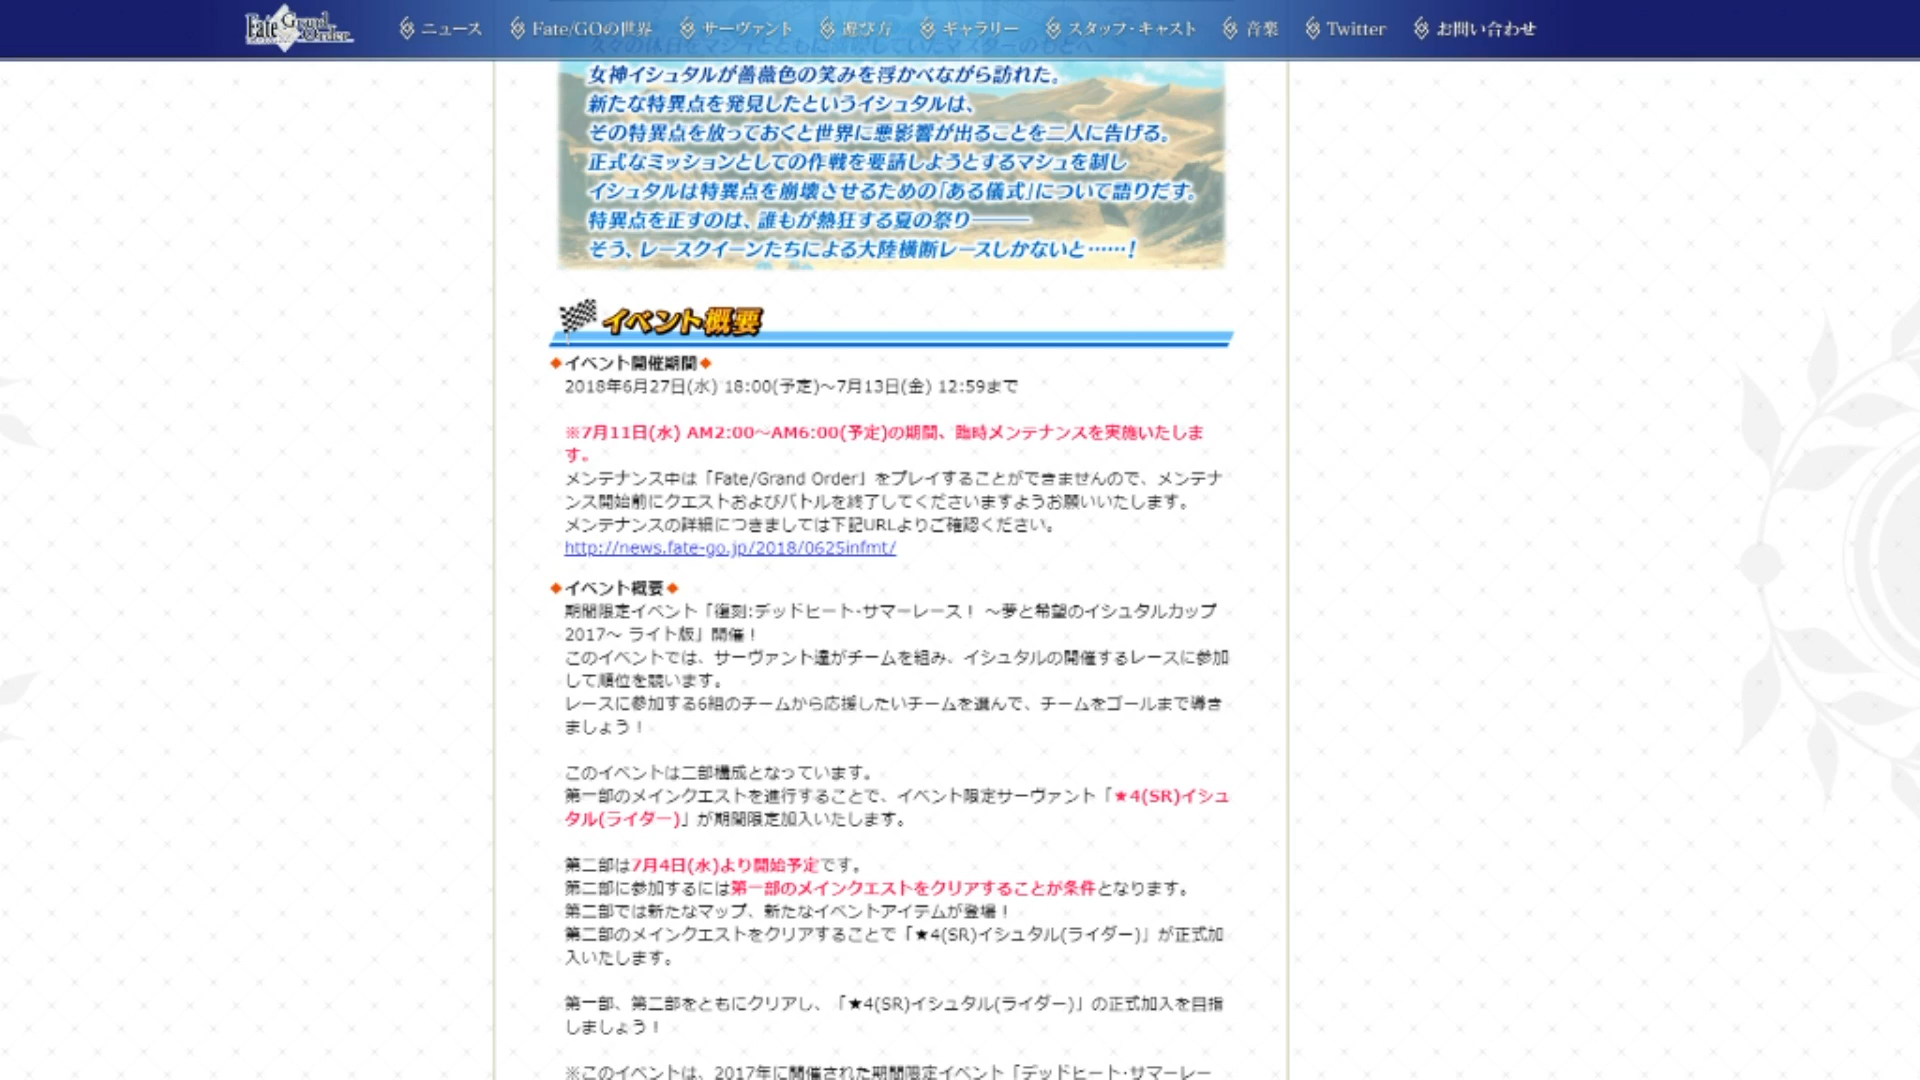 Fate Grand Order
ニュース
Fate/GOの世界
サーヴァント
遊び方
ギャラリー
スタッフ・キャスト
音楽
Twitter
お問い合わせ
女神イシュタルが薔薇色の笑みを浮かべながら訪れた。
新たな特異点を発見したというイシュタルは、
その特異点を放っておくと世界に悪影響が出ることを二人に告げる。
正式なミッションとしての作戦を要請しようとするマシュを制し
イシュタルは特異点を崩壊させるための「ある儀式」について語りだす。
特異点を正すのは、誰もが熱狂する夏の祭り───
そう、レースクイーンたちによる大陸横断レースしかないと……！
イベント概要
◆イベント開催期間◆
2018年6月27日(水) 18:00(予定)～7月13日(金) 12:59まで
※7月11日(水) AM2:00～AM6:00(予定)の期間、臨時メンテナンスを実施いたしま
す。
メンテナンス中は「Fate/Grand Order」をプレイすることができませんので、メンテナ
ンス開始前にクエストおよびバトルを終了してくださいますようお願いいたします。
メンテナンスの詳細につきましては下記URLよりご確認ください。
http://news.fate-go.jp/2018/0625infmt/
◆イベント概要◆
期間限定イベント「復刻:デッドヒート・サマーレース！ ～夢と希望のイシュタルカップ
2017～ ライト版」開催！
このイベントでは、サーヴァント達がチームを組み、イシュタルの開催するレースに参加
して順位を競います。
レースに参加する6組のチームから応援したいチームを選んで、チームをゴールまで導き
ましょう！
このイベントは二部構成となっています。
第一部のメインクエストを進行することで、イベント限定サーヴァント「★4(SR)イシュ
タル(ライダー)」が期間限定加入いたします。
第二部は7月4日(水)より開始予定です。
第二部に参加するには第一部のメインクエストをクリアすることが条件となります。
第二部では新たなマップ、新たなイベントアイテムが登場！
第二部のメインクエストをクリアすることで「★4(SR)イシュタル(ライダー)」が正式加
入いたします。
第一部、第二部をともにクリアし、「★4(SR)イシュタル(ライダー)」の正式加入を目指
しましょう！
※このイベントは、2017年に開催された期間限定イベント「デッドヒート・サマーレー